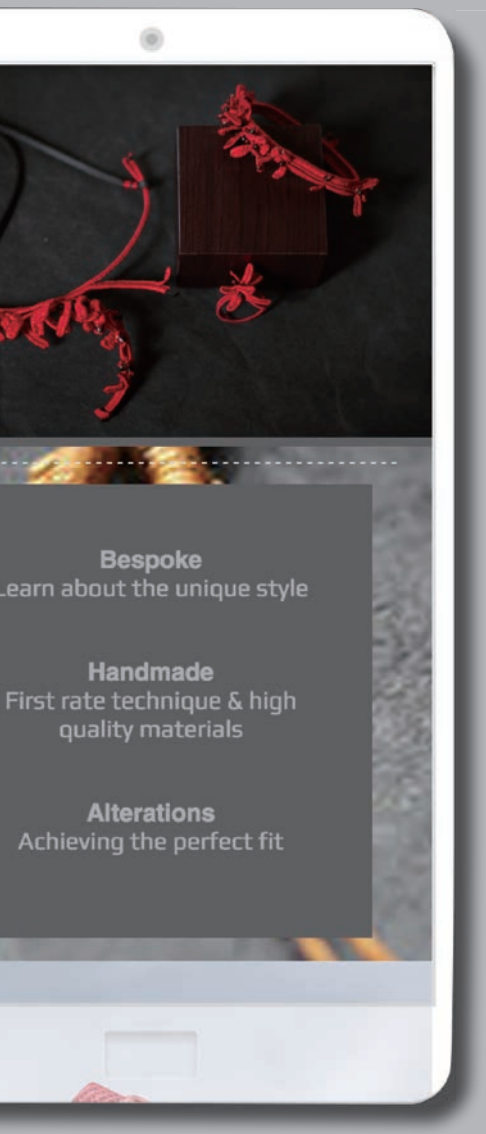 Bespoke
Learn about the unique style
Handmade
First rate technique & high
quality materials
Alterations
Achieving the perfect fit